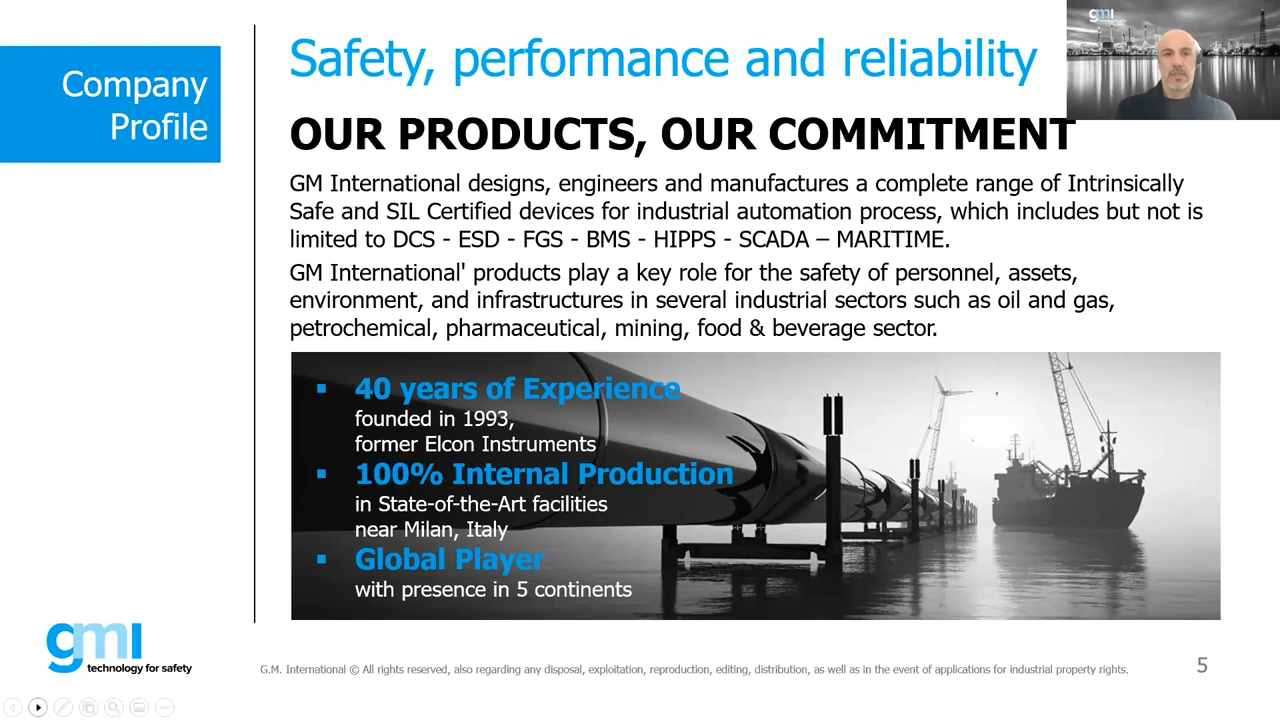 Company
Profile
Safety, performance and reliability
OUR PRODUCTS, OUR COMMITMENT
GM International designs, engineers and manufactures a complete range of Intrinsically
Safe and SIL Certified devices for industrial automation process, which includes but not is
limited to DCS - ESD - FGS - BMS - HIPPS - SCADA – MARITIME.
GM International' products play a key role for the safety of personnel, assets,
environment, and infrastructures in several industrial sectors such as oil and gas,
petrochemical, pharmaceutical, mining, food & beverage sector.
▪ 40 years of Experience
founded in 1993,
former Elcon Instruments
▪ 100% Internal Production
in State-of-the-Art facilities
near Milan, Italy
▪ Global Player
with presence in 5 continents
gmi
technology for safety
G.M. International © All rights reserved, also regarding any disposal, exploitation, reproduction, editing, distribution, as well as in the event of applications for industrial property rights.
5
gmi